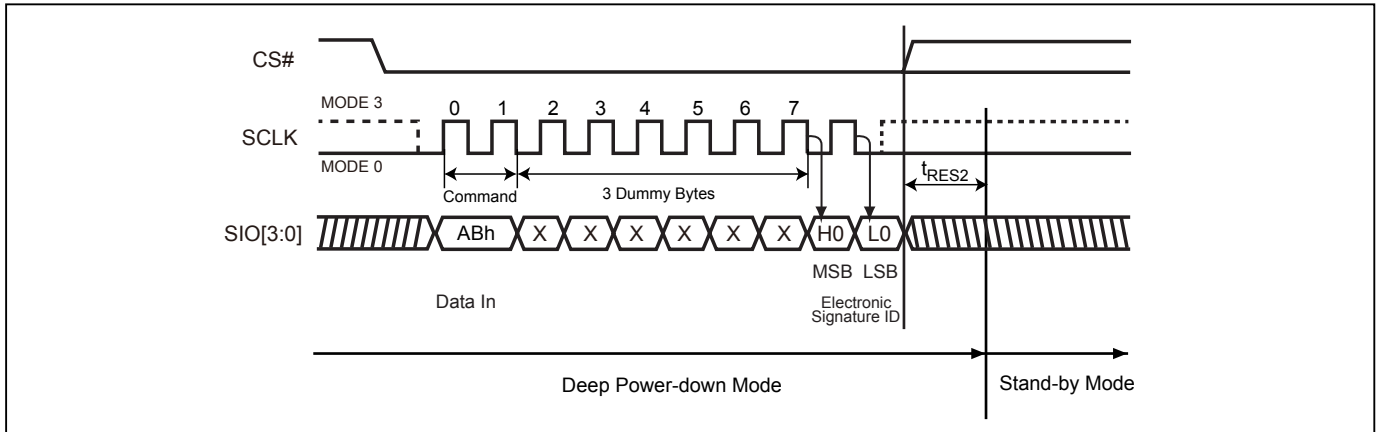 CS#
MODE 3
0 1 2 3 4 5 6 7
SCLK
MODE 0
tRES2
Command
3 Dummy Bytes
SIO[3:0]
ABh X X X X X X H0 L0
MSB LSB
Data In
Electronic
Signature ID
Deep Power-down Mode
Stand-by Mode